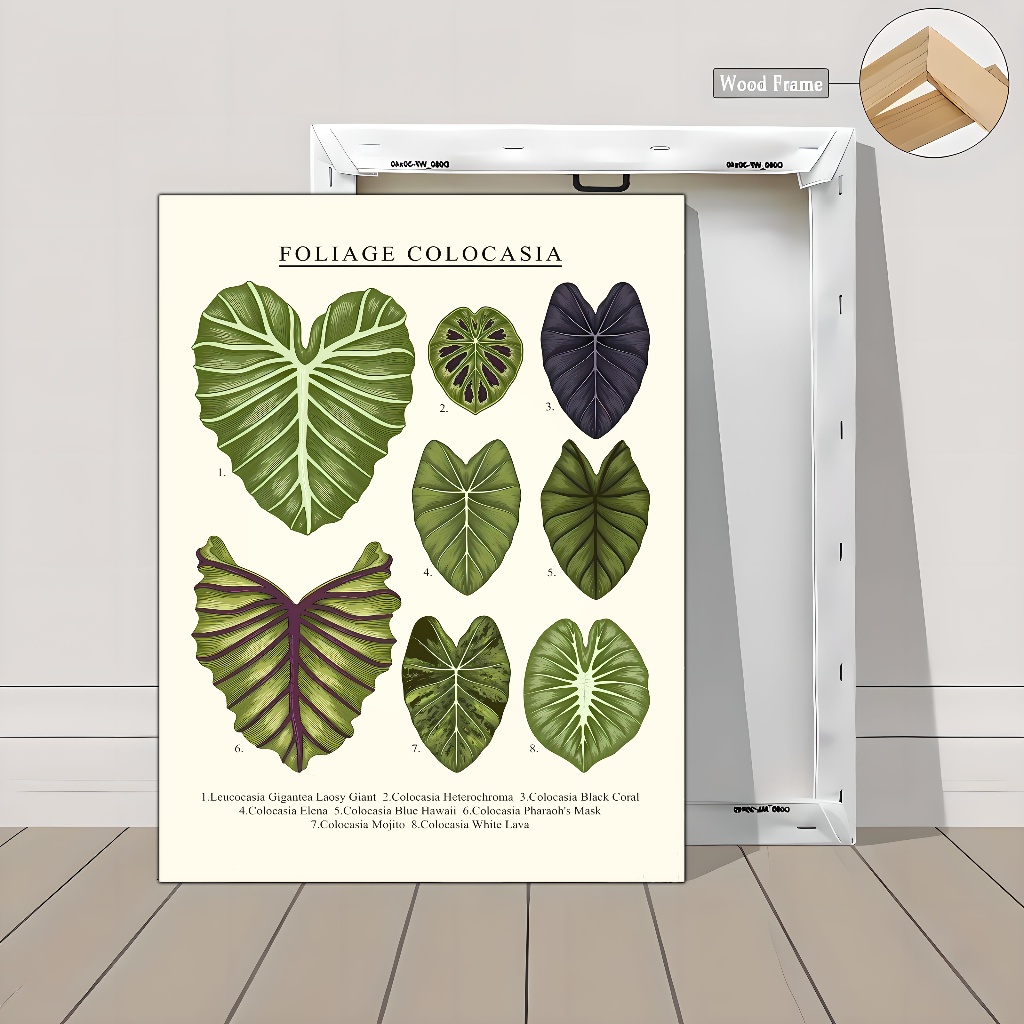 Wood Frame
FOLIAGE COLOCASIA
1.
2.
3.
4.
5.
6.
7.
8.
1.Leucocasia Gigantea Laosy Giant 2.Colocasia Heterochroma 3.Colocasia Black Coral
4.Colocasia Elena 5.Colocasia Blue Hawaii 6.Colocasia Pharaoh's Mask
7.Colocasia Mojito 8.Colocasia White Lava